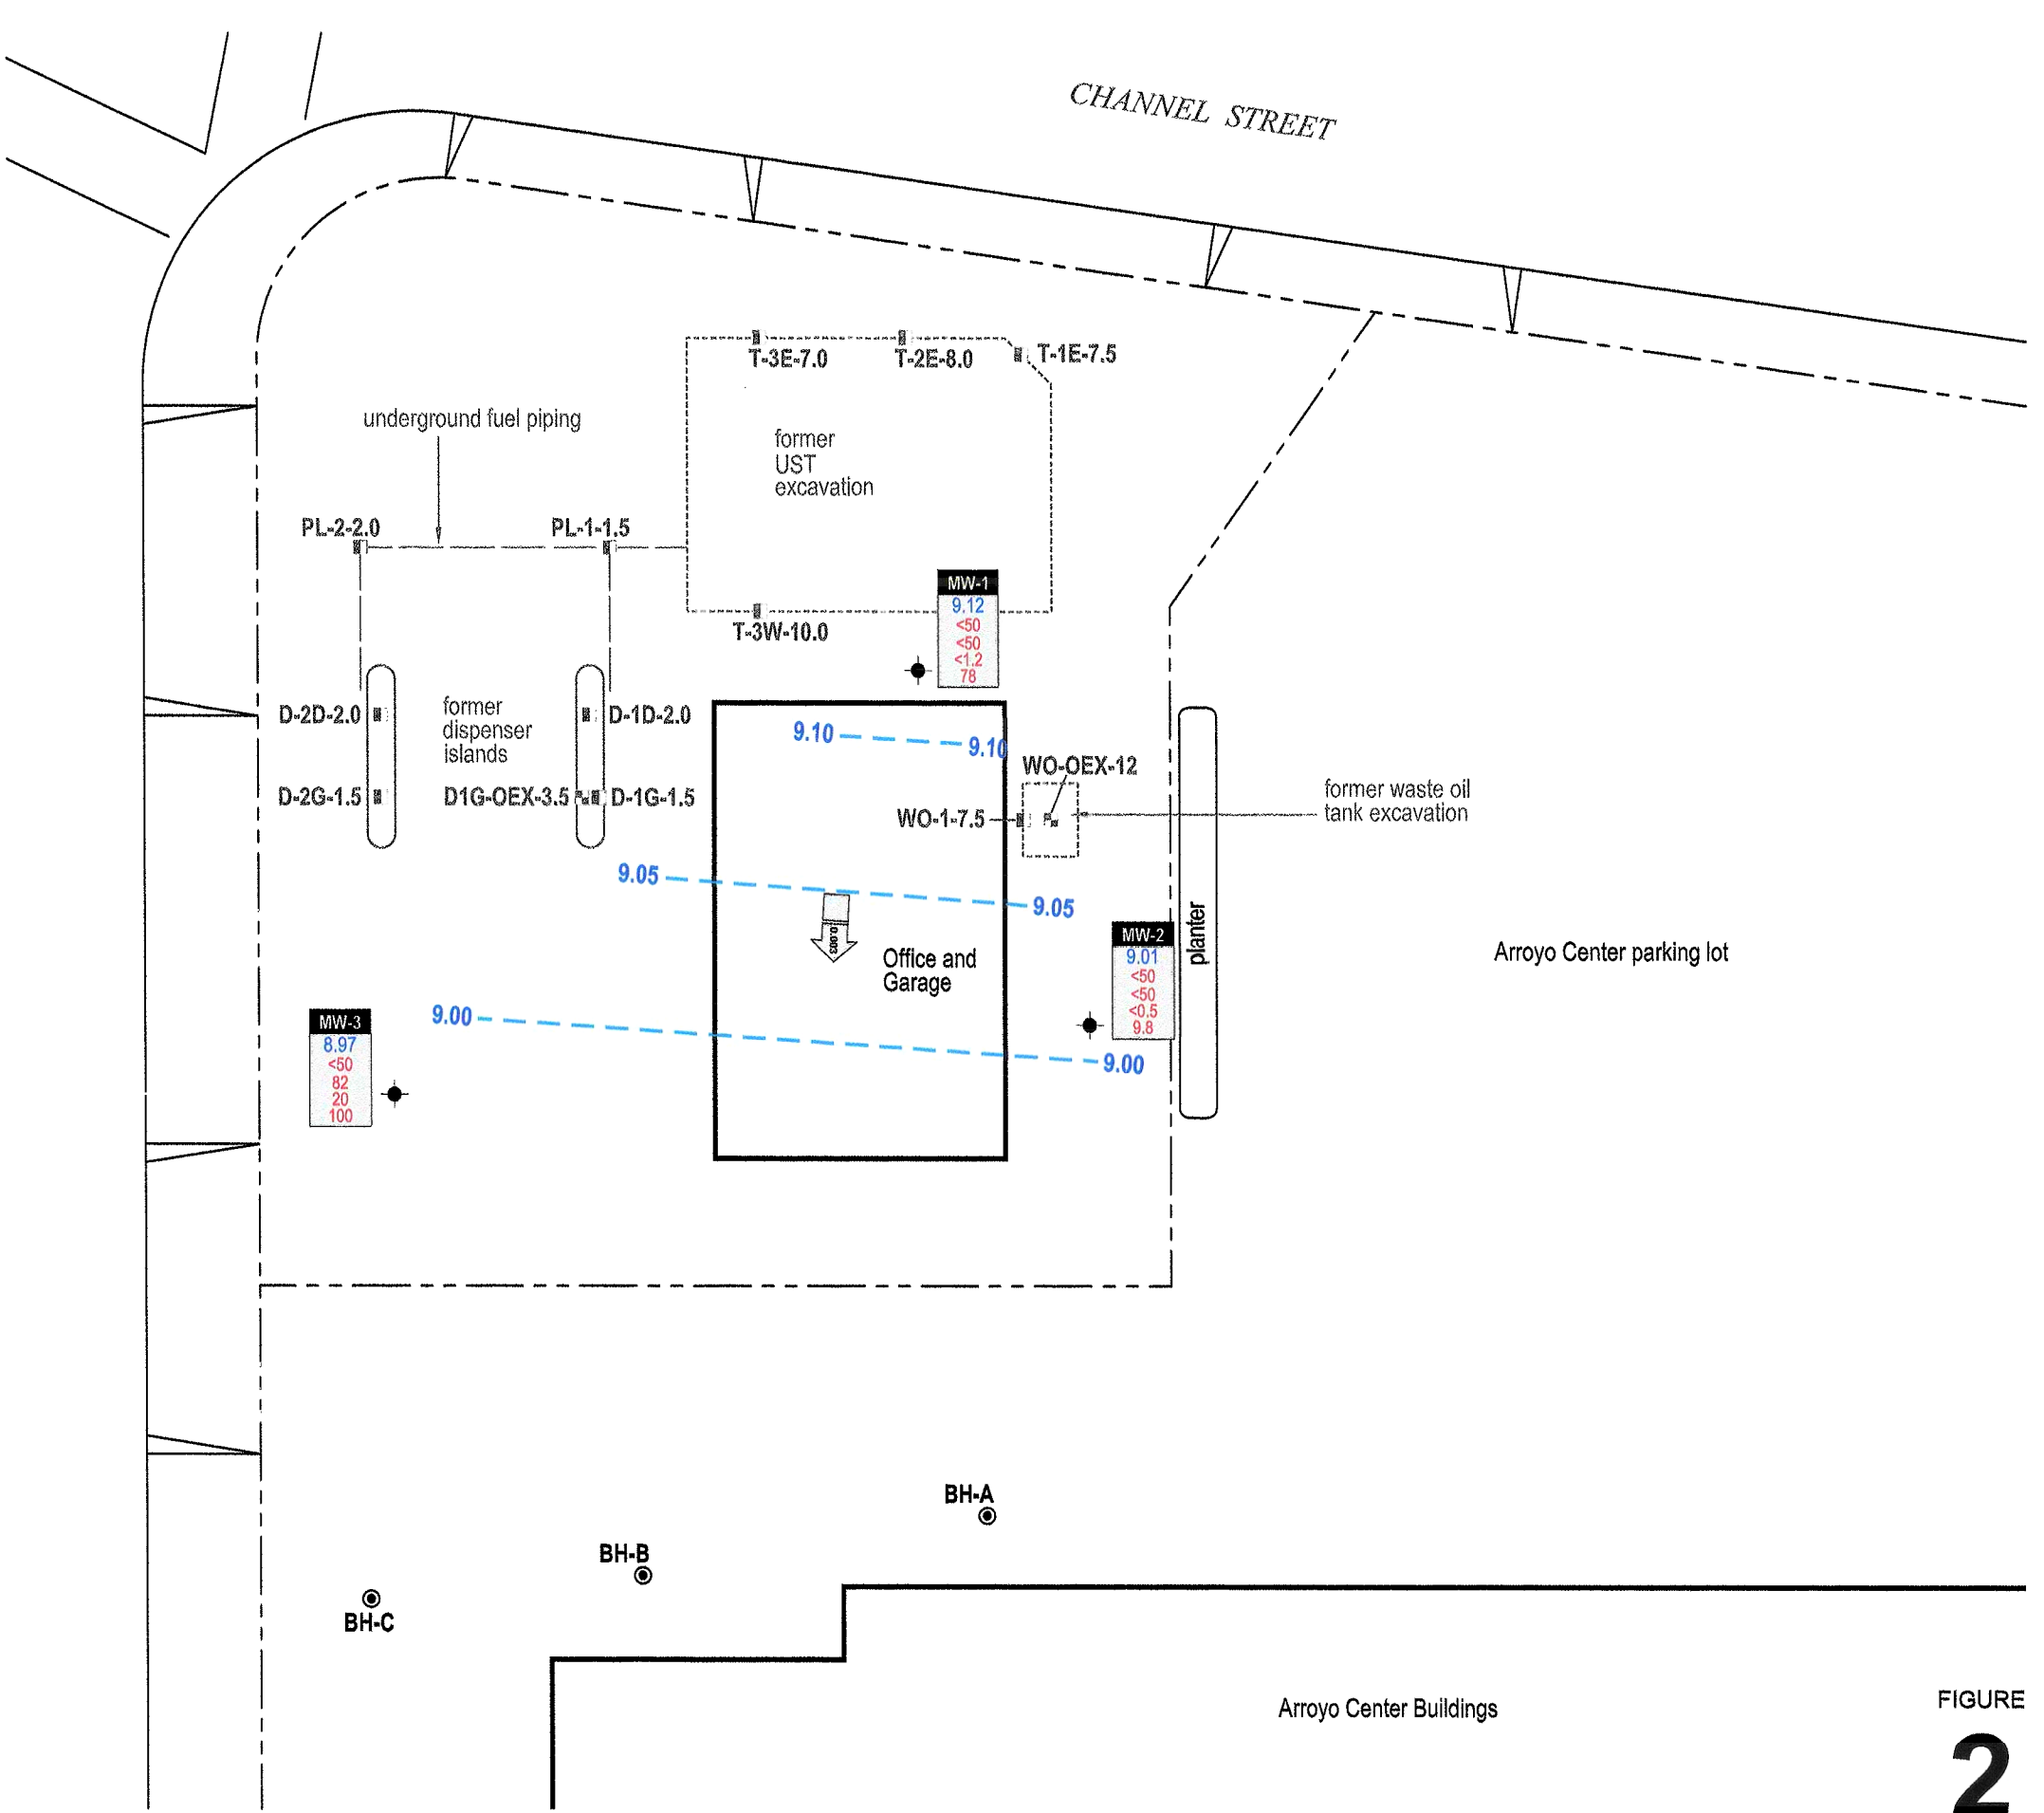 CHANNEL STREET
T-3E-7.0
T-2E-8.0
T-1E-7.5
underground fuel piping
former
UST
excavation
PL-2-2.0
PL-1-1.5
MW-1
9.12
<50
<50
<1.2
78
T-3W-10.0
D-2D-2.0
former
dispenser
islands
D-1D-2.0
9.10
9.10
WO-OEX-12
D-2G-1.5
D1G-OEX-3.5
D-1G-1.5
WO-1-7.5
former waste oil
tank excavation
9.05
9.05
0.003
Office and
Garage
MW-2
9.01
<50
<50
<0.5
9.8
planter
Arroyo Center parking lot
MW-3
8.97
<50
82
20
100
9.00
9.00
BH-A
BH-B
BH-C
Arroyo Center Buildings
FIGURE
2